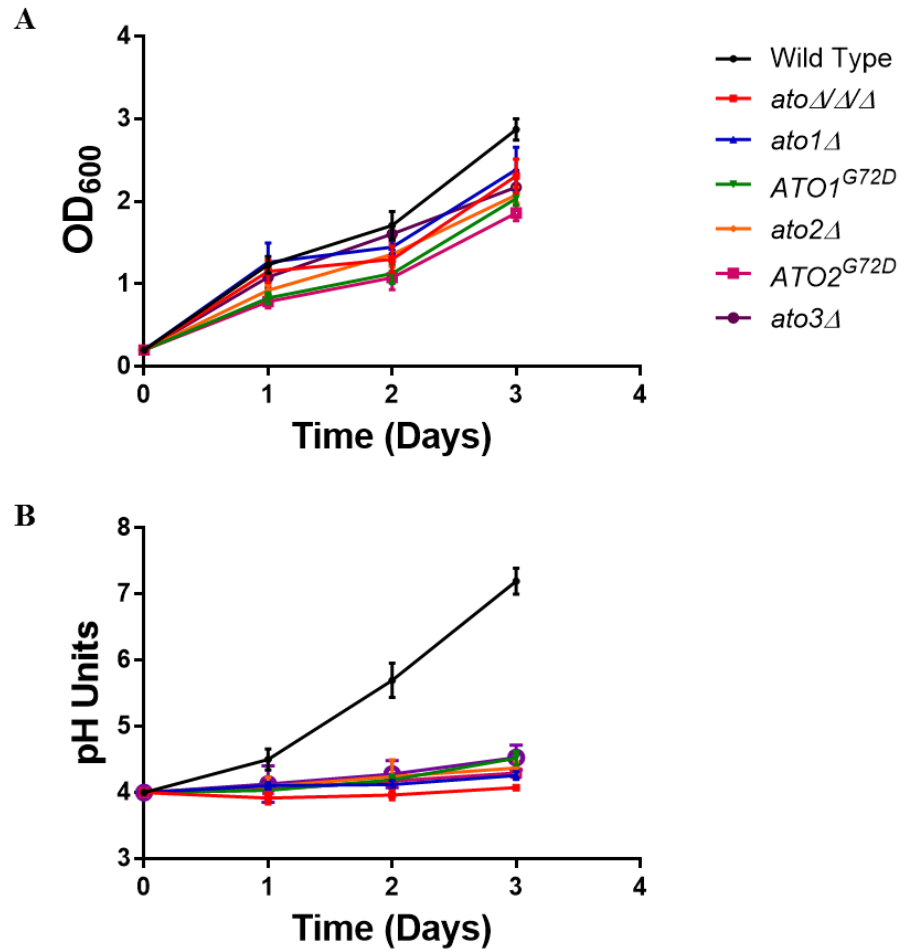 A
4
3
2
1
0
OD600
0
1
2
3
4
Time (Days)
Wild Type
atoΔ/Δ/Δ
ato1Δ
ATO1G72D
ato2Δ
ATO2G72D
ato3Δ
B
8
7
6
5
4
3
pH Units
0
1
2
3
4
Time (Days)